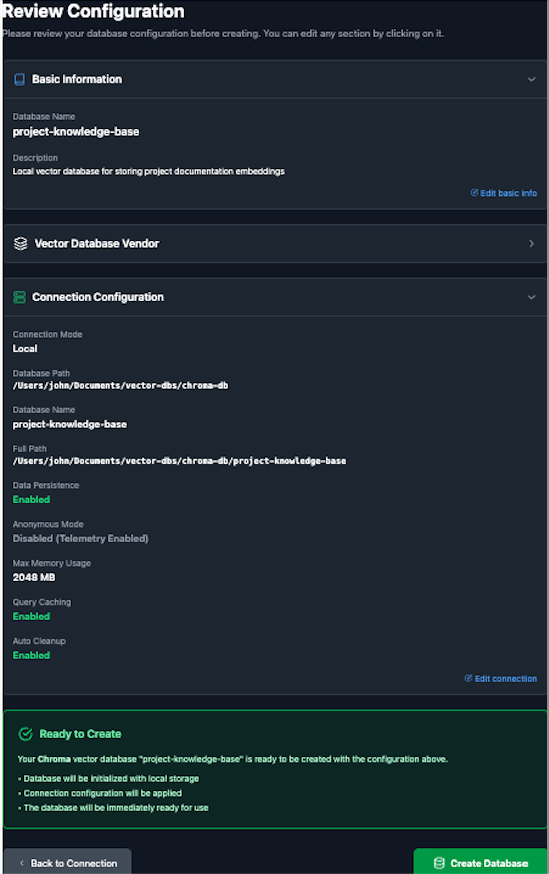 Review Configuration
Please review your database configuration before creating. You can edit any section by clicking on it.
Basic Information
Database Name
project-knowledge-base
Description
Local vector database for storing project documentation embeddings
Edit basic info
Vector Database Vendor
Connection Configuration
Connection Mode
Local
Database Path
/Users/john/Documents/vector-dbs/chroma-db
Database Name
project-knowledge-base
Full Path
/Users/john/Documents/vector-dbs/chroma-db/project-knowledge-base
Data Persistence
Enabled
Anonymous Mode
Disabled (Telemetry Enabled)
Max Memory Usage
2048 MB
Query Caching
Enabled
Auto Cleanup
Enabled
Edit connection
Ready to Create
Your Chroma vector database "project-knowledge-base" is ready to be created with the configuration above.
• Database will be initialized with local storage
• Connection configuration will be applied
• The database will be immediately ready for use
Back to Connection
Create Database